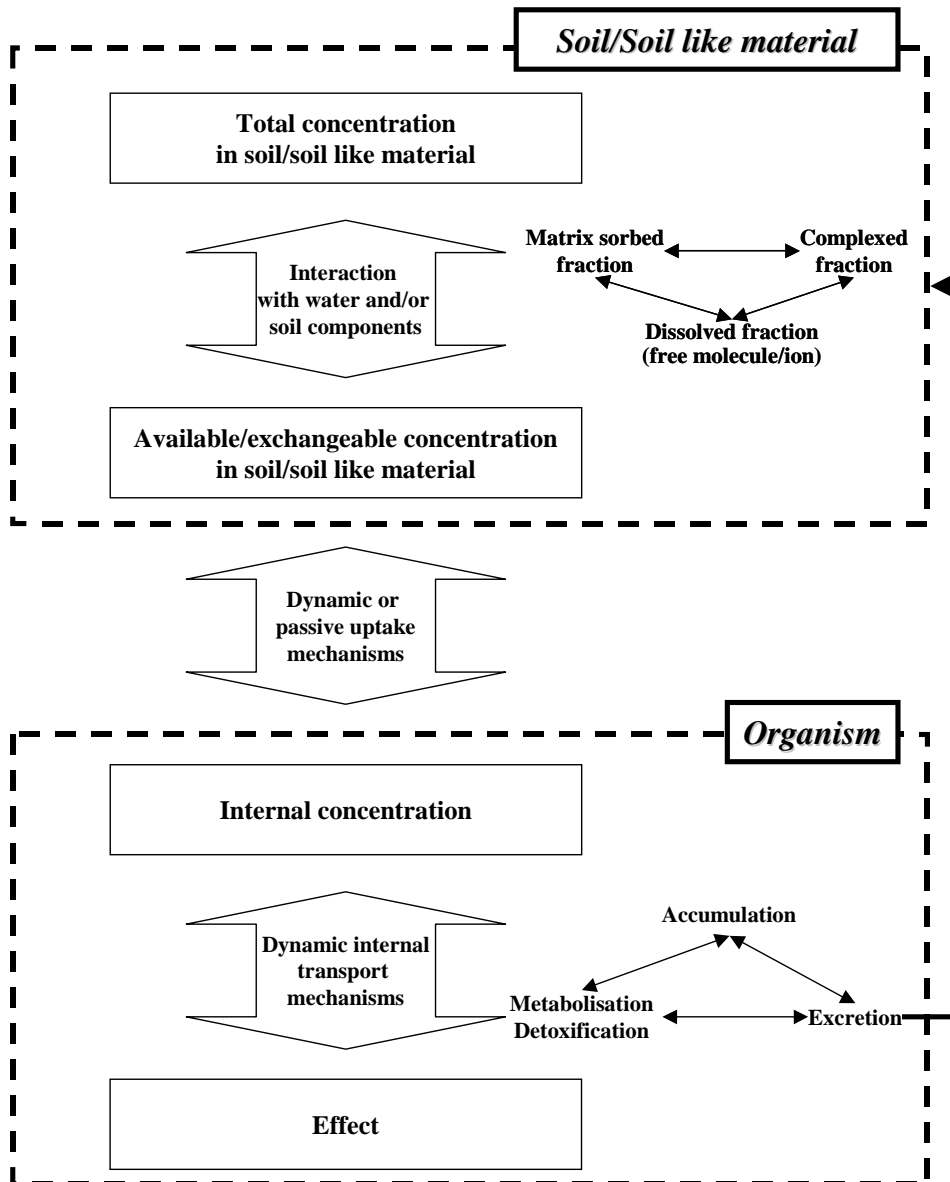 Soil/Soil like material
Total concentration
in soil/soil like material
Interaction
with water and/or
soil components
Matrix sorbed
fraction
Complexed
fraction
Dissolved fraction
(free molecule/ion)
Available/exchangeable concentration
in soil/soil like material
Dynamic or
passive uptake
mechanisms
Organism
Internal concentration
Dynamic internal
transport
mechanisms
Accumulation
Metabolisation
Detoxification
Excretion
Effect